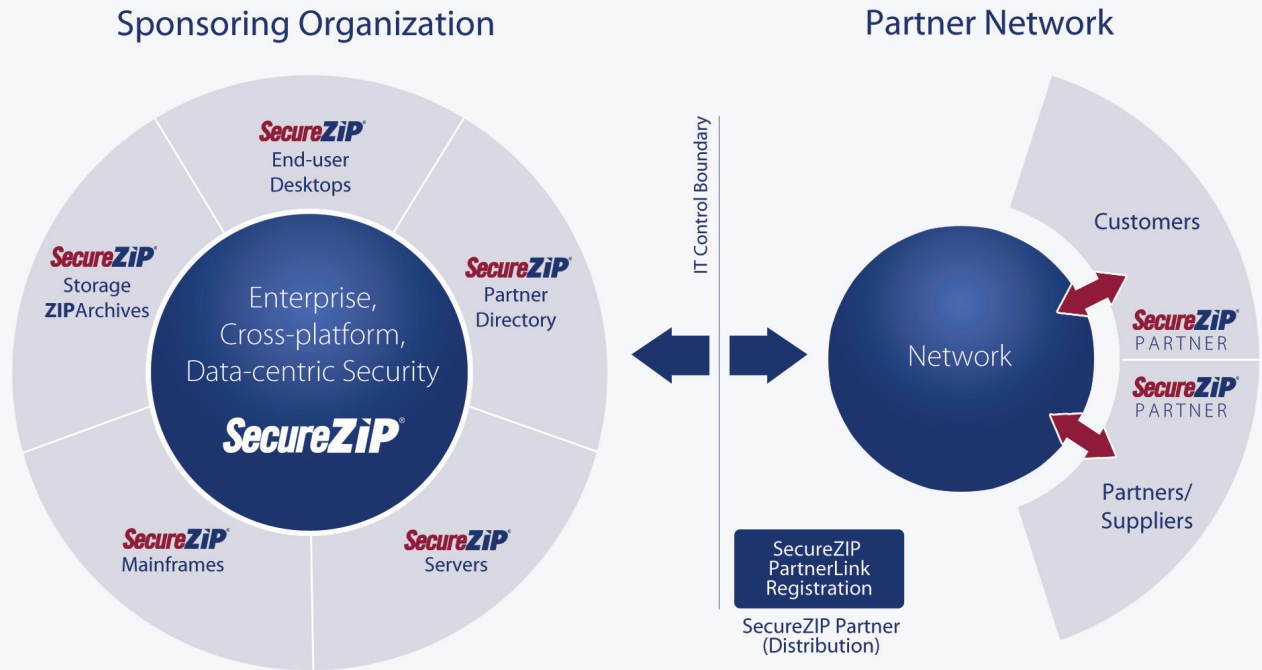 Sponsoring Organization
Partner Network
SecureZIP®
End-user
Desktops
SecureZIP®
Storage
ZIPArchives
SecureZIP®
Partner
Directory
Enterprise,
Cross-platform,
Data-centric Security
SecureZIP®
SecureZIP®
Mainframes
SecureZIP®
Servers
IT Control Boundary
Network
Customers
SecureZIP®
PARTNER
SecureZIP®
PARTNER
Partners/
Suppliers
SecureZIP
PartnerLink
Registration
SecureZIP Partner
(Distribution)